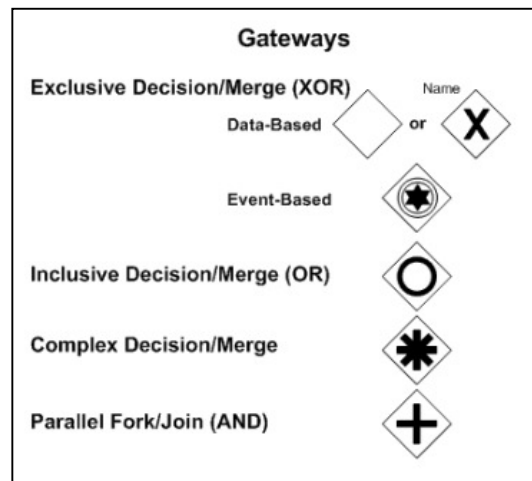 Gateways
Exclusive Decision/Merge (XOR)
Name
Data-Based
or
X
Event-Based
Inclusive Decision/Merge (OR)
Complex Decision/Merge
Parallel Fork/Join (AND)